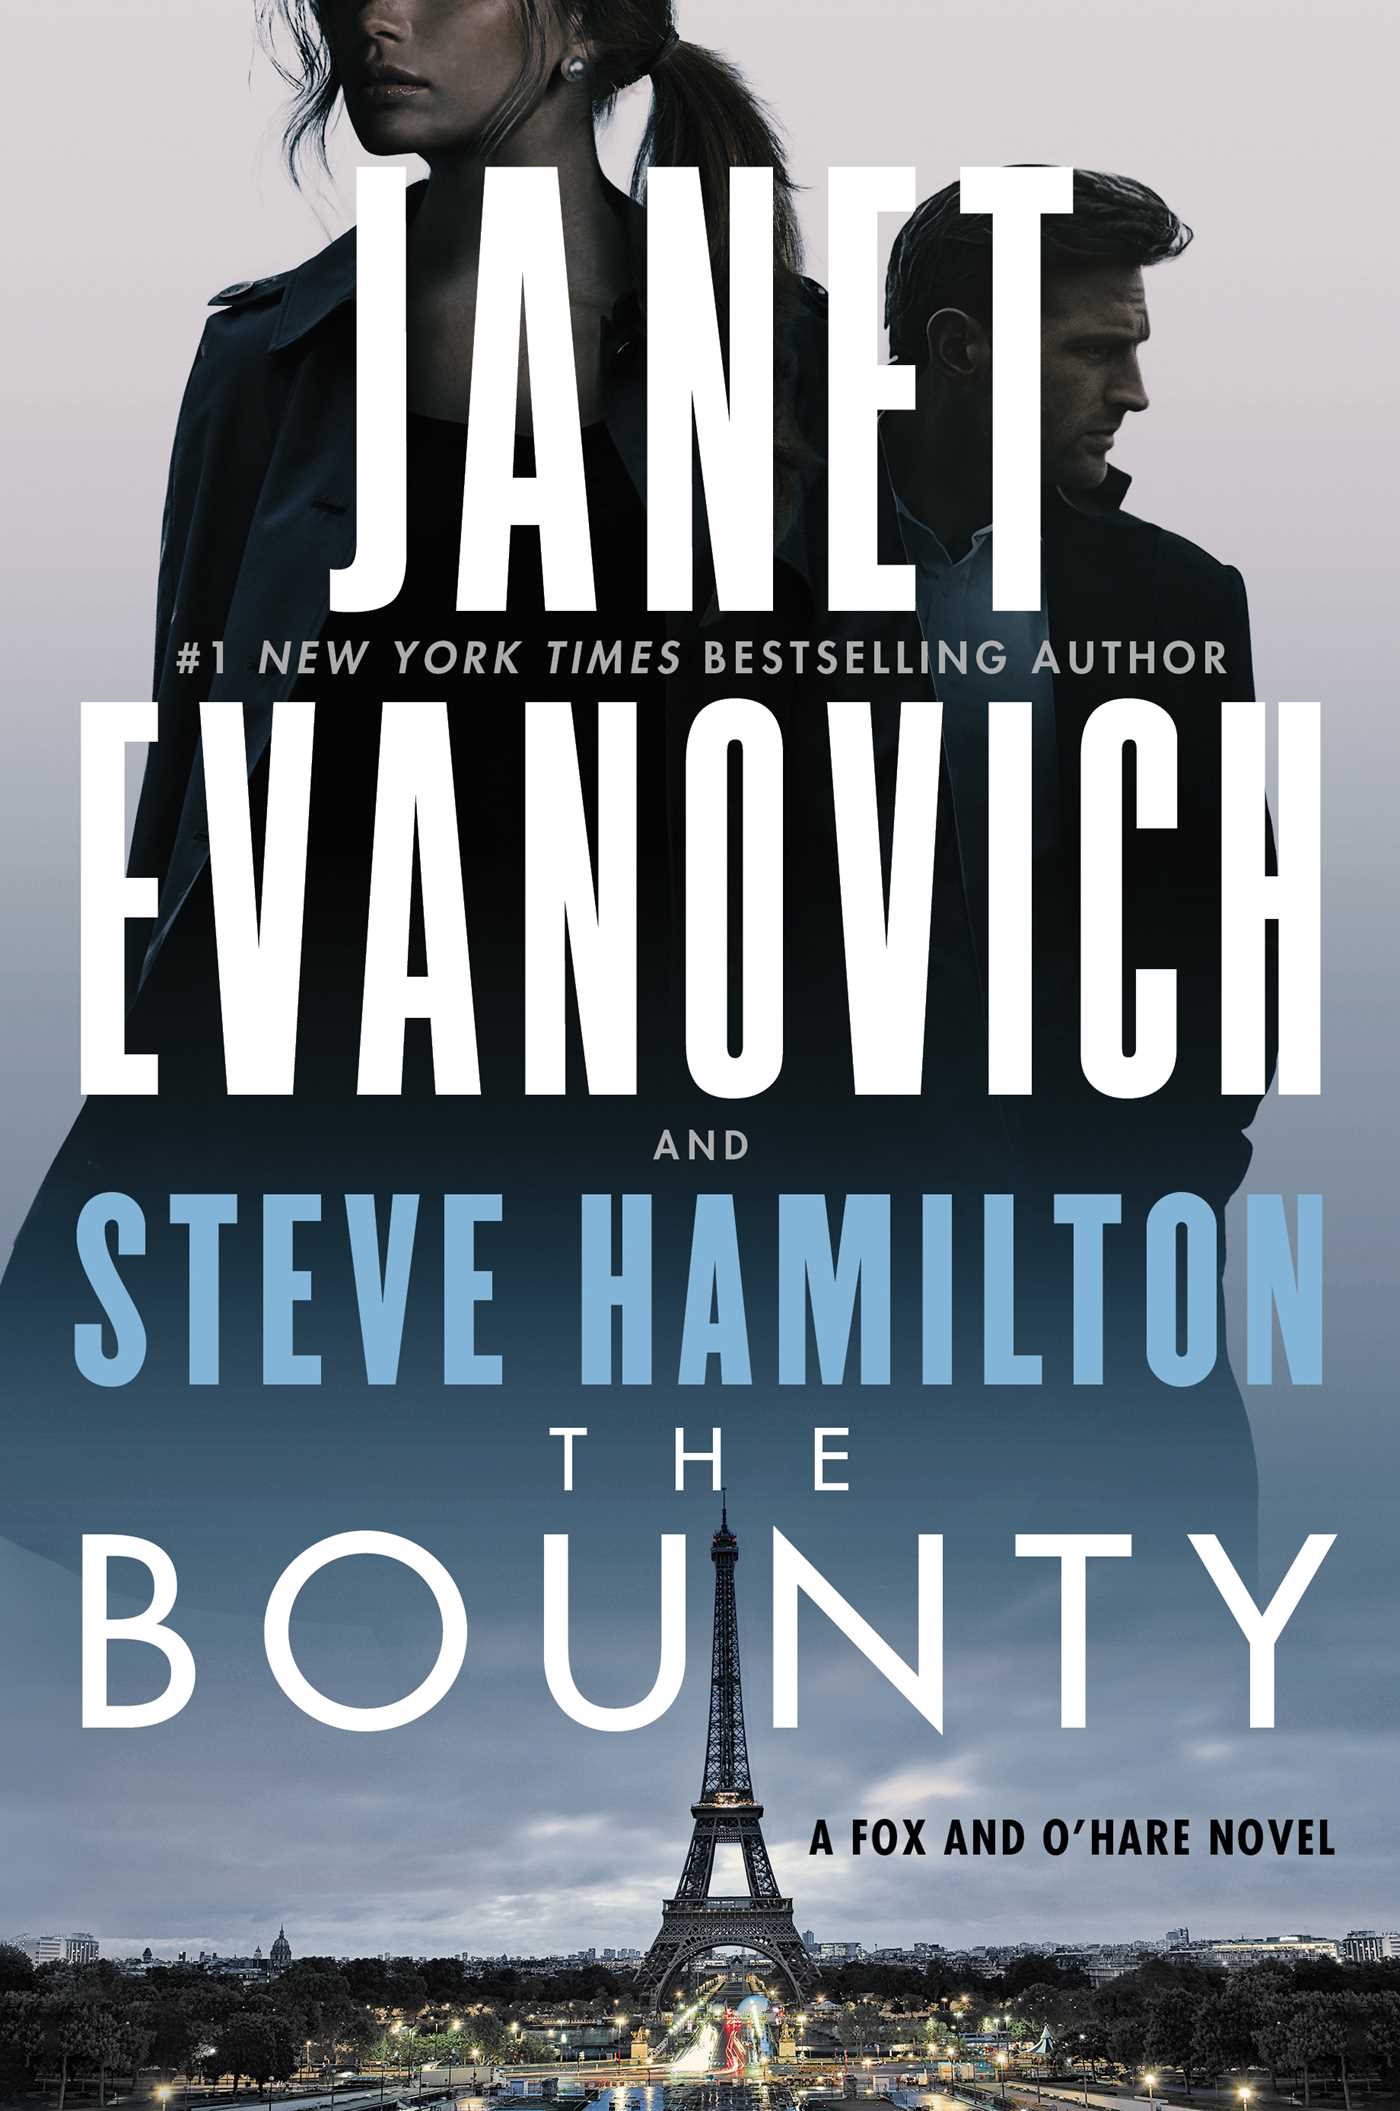 JANET
#1 NEW YORK TIMES BESTSELLING AUTHOR
EVANOVICH
AND
STEVE HAMILTON
THE
BOUNTY
A FOX AND O'HARE NOVEL